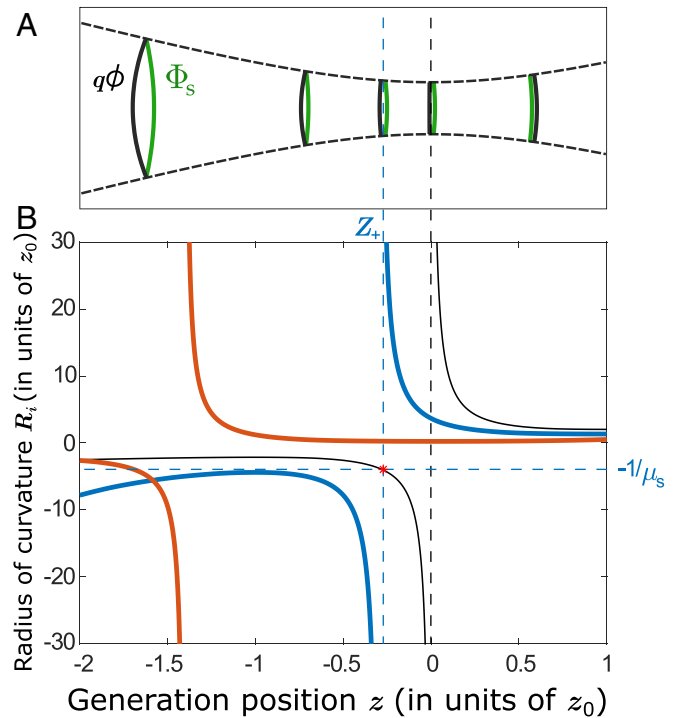 A
qϕ
Φs
B
Z+
Radius of curvature Ri (in units of z0)
30
20
10
0
-10
-20
-30
-1/μs
-2
-1.5
-1
-0.5
0
0.5
1
Generation position z (in units of z0)